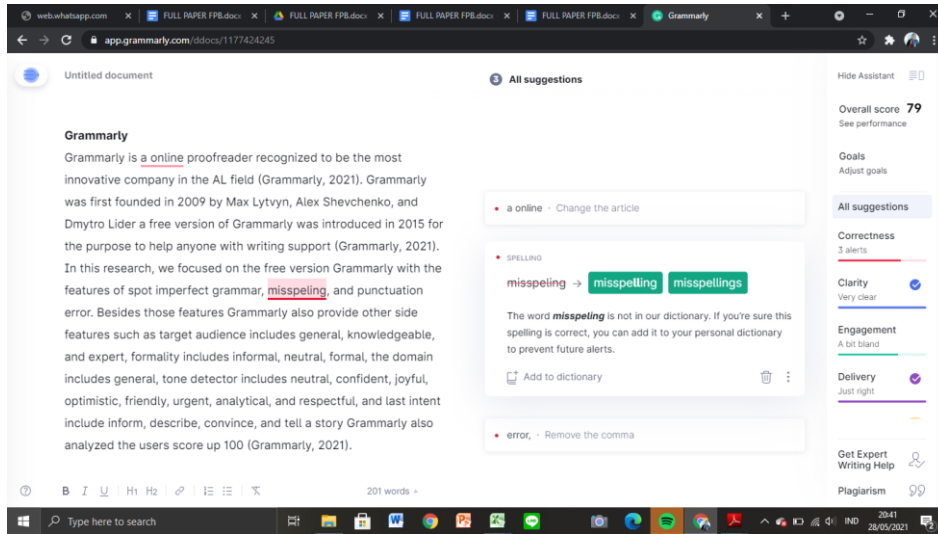 web.whatsapp.com
FULL PAPER FPB.docx
FULL PAPER FPB.docx
FULL PAPER FPB.docx
FULL PAPER FPB.docx
Grammarly
app.grammarly.com/ddocs/1177424245
Untitled document
3 All suggestions
Hide Assistant
Overall score 79
See performance
Goals
Adjust goals
All suggestions
Correctness
3 alerts
Clarity
Very clear
Engagement
A bit bland
Delivery
Just right
Get Expert
Writing Help
Plagiarism
Grammarly
Grammarly is a online proofreader recognized to be the most
innovative company in the AL field (Grammarly, 2021). Grammarly
was first founded in 2009 by Max Lytvyn, Alex Shevchenko, and
Dmytro Lider a free version of Grammarly was introduced in 2015 for
the purpose to help anyone with writing support (Grammarly, 2021).
In this research, we focused on the free version Grammarly with the
features of spot imperfect grammar, misspeling, and punctuation
error. Besides those features Grammarly also provide other side
features such as target audience includes general, knowledgeable,
and expert, formality includes informal, neutral, formal, the domain
includes general, tone detector includes neutral, confident, joyful,
optimistic, friendly, urgent, analytical, and respectful, and last intent
include inform, describe, convince, and tell a story Grammarly also
analyzed the users score up 100 (Grammarly, 2021).
a online · Change the article
SPELLING
misspeling → misspelling misspellings
The word misspeling is not in our dictionary. If you're sure this
spelling is correct, you can add it to your personal dictionary
to prevent future alerts.
Add to dictionary
error, · Remove the comma
B I U H1 H2
201 words
Type here to search
IND
20:41
28/05/2021
2